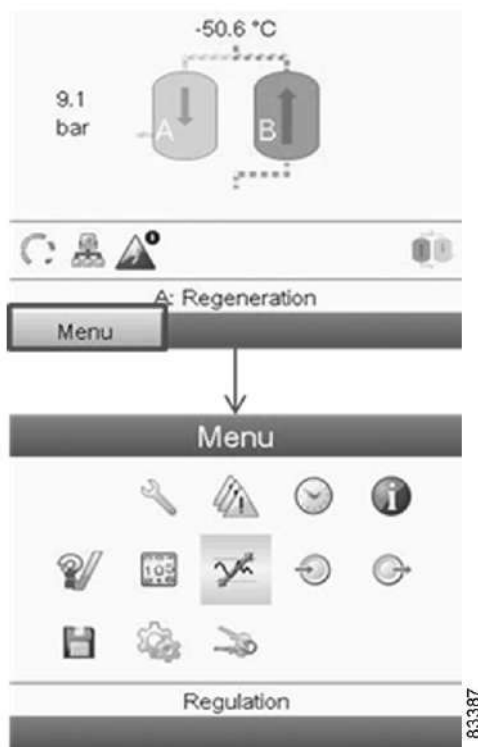 -50.6 °C
9.1
bar
A
B
A: Regeneration
Menu
Menu
Regulation
83387